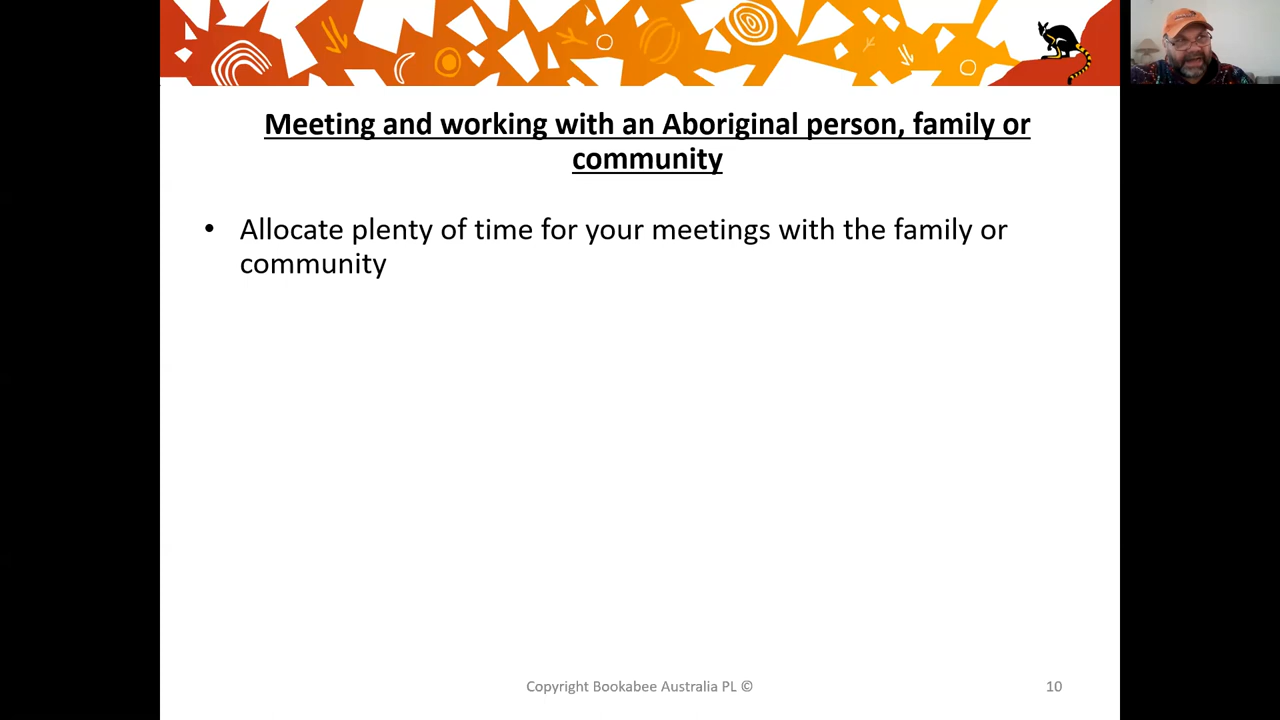 Meeting and working with an Aboriginal person, family or
community
• Allocate plenty of time for your meetings with the family or
community
Copyright Bookabee Australia PL ©
10